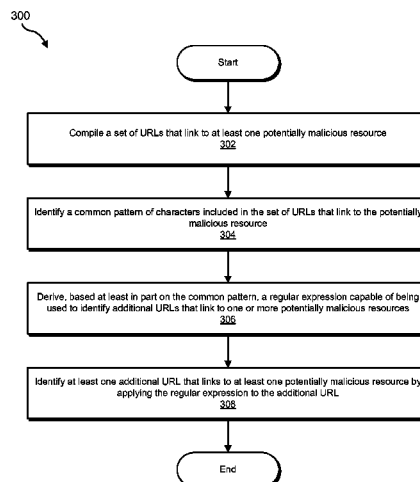 300
Start
Compile a set of URLs that link to at least one potentially malicious resource
302
Identify a common pattern of characters included in the set of URLs that link to the potentially
malicious resource
304
Derive, based at least in part on the common pattern, a regular expression capable of being
used to identify additional URLs that link to one or more potentially malicious resources
306
Identify at least one additional URL that links to at least one potentially malicious resource by
applying the regular expression to the additional URL
308
End